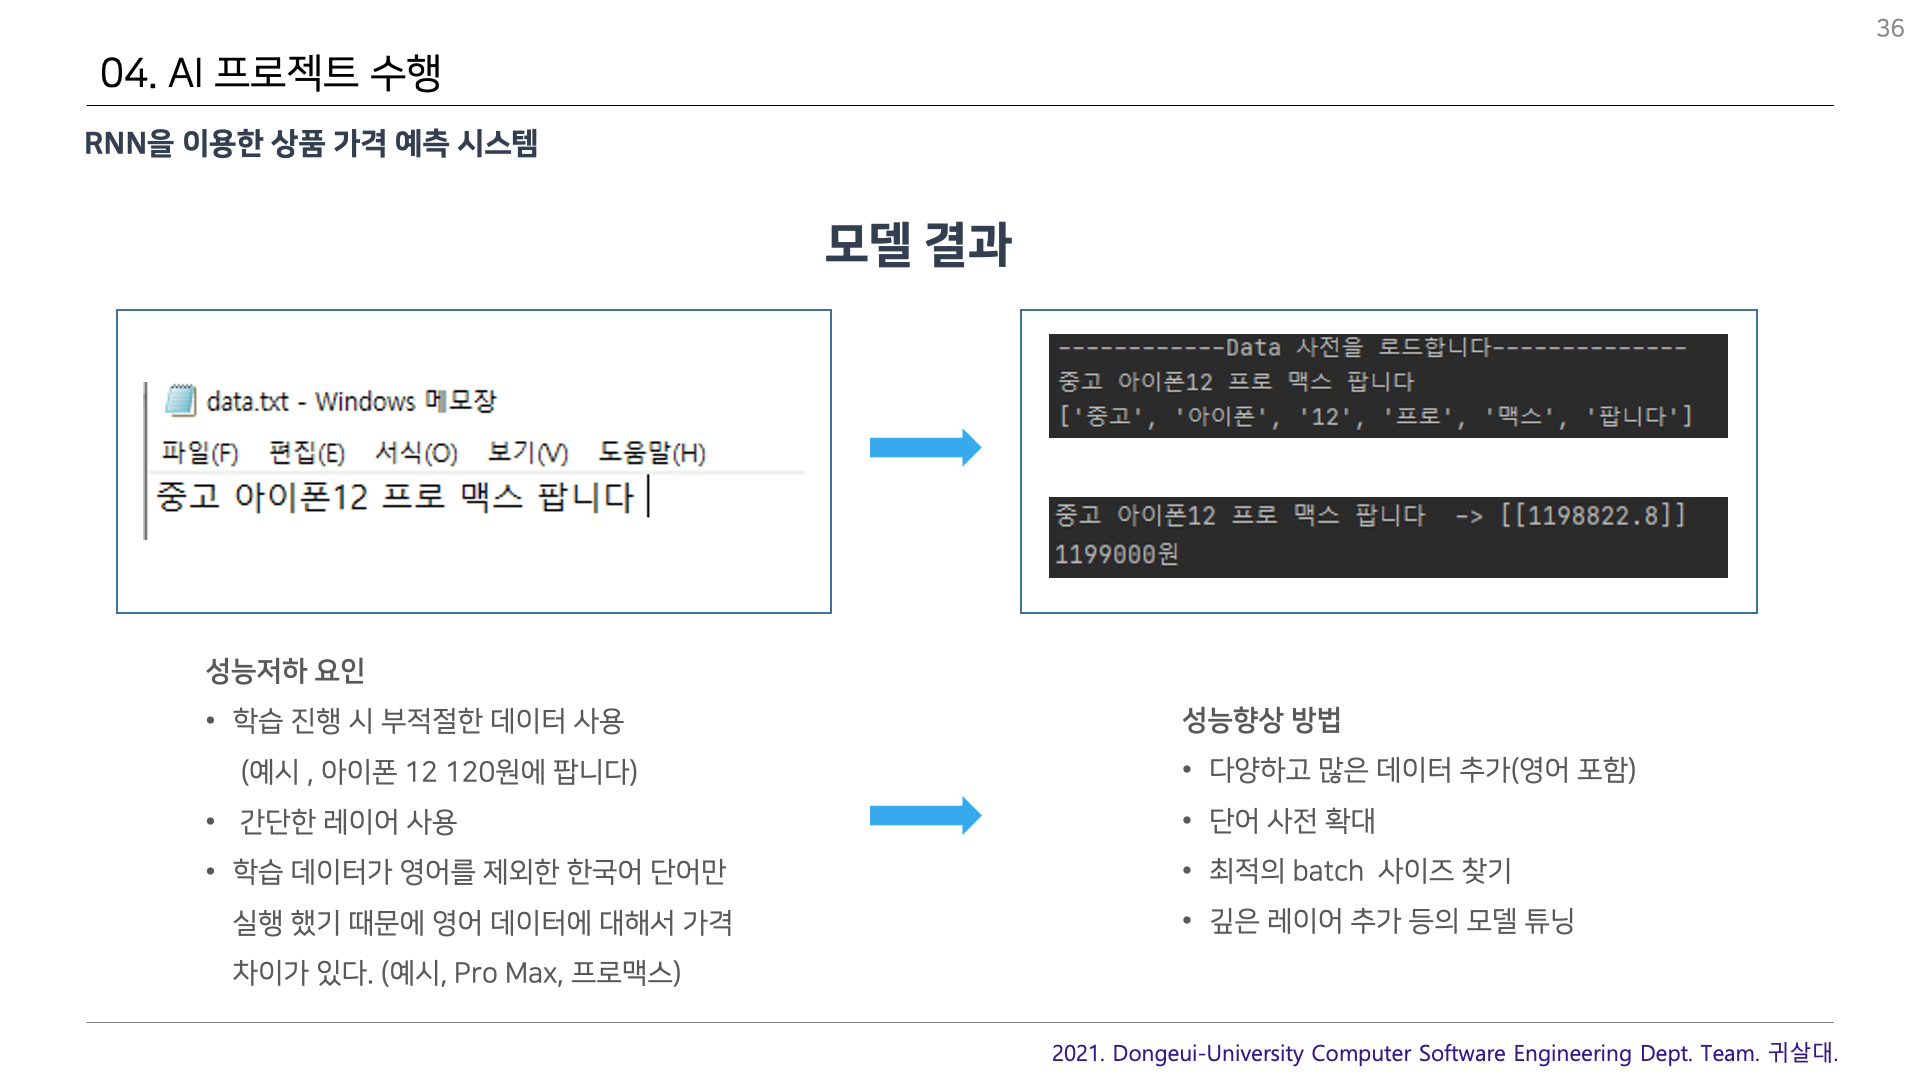 36
04. AI 프로젝트 수행
RNN을 이용한 상품 가격 예측 시스템
모델 결과
data.txt - Windows 메모장
파일(F) 편집(E) 서식(O) 보기(V) 도움말(H)
중고 아이폰12 프로 맥스 팝니다
------------Data 사전을 로드합니다--------------
중고 아이폰12 프로 맥스 팝니다
['중고', '아이폰', '12', '프로', '맥스', '팝니다']
중고 아이폰12 프로 맥스 팝니다 -> [[1198822.8]]
1199000원
성능저하 요인
• 학습 진행 시 부적절한 데이터 사용
(예시 , 아이폰 12 120원에 팝니다)
• 간단한 레이어 사용
• 학습 데이터가 영어를 제외한 한국어 단어만
실행 했기 때문에 영어 데이터에 대해서 가격
차이가 있다. (예시, Pro Max, 프로맥스)
성능향상 방법
• 다양하고 많은 데이터 추가(영어 포함)
• 단어 사전 확대
• 최적의 batch 사이즈 찾기
• 깊은 레이어 추가 등의 모델 튜닝
2021. Dongeui-University Computer Software Engineering Dept. Team. 귀살대.